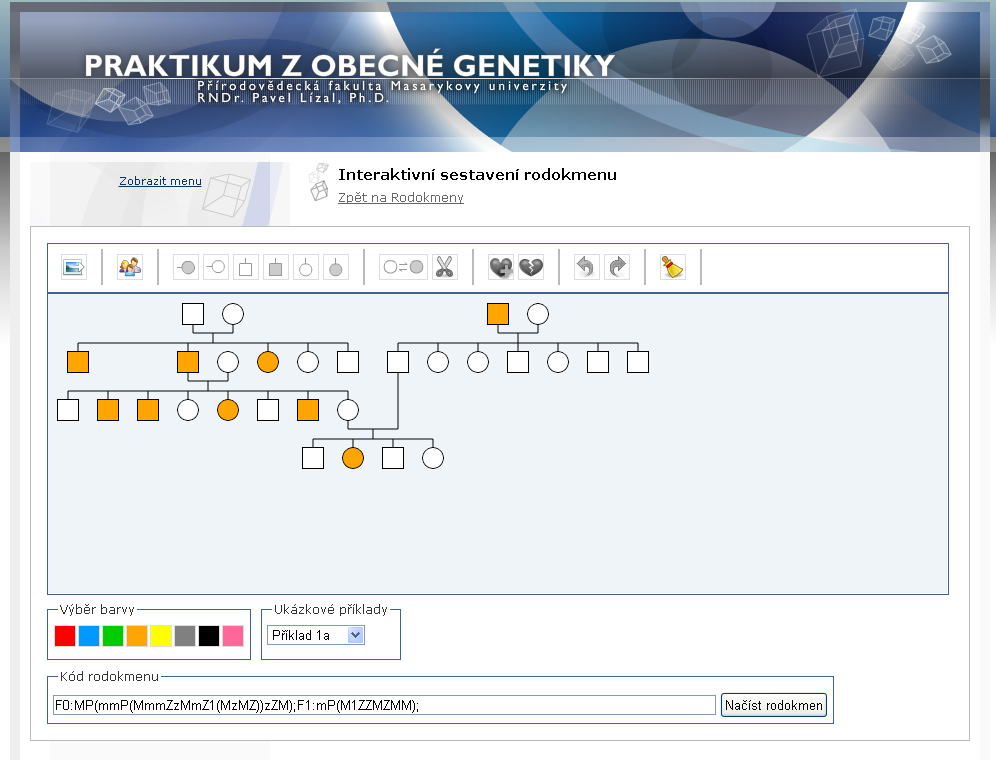 PRAKTIKUM Z OBECNÉ GENETIKY
Přírodovědecká fakulta Masarykovy univerzity
RNDr. Pavel Lízal, Ph.D.
Zobrazit menu
Interaktivní sestavení rodokmenu
Zpět na Rodokmeny
Výběr barvy
Ukázkové příklady
Příklad 1a
Kód rodokmenu
F0:MP(mmP(MmmZzMmZ1(MzMZ))zZM);F1:mP(M1ZZMZMM);
Načíst rodokmen